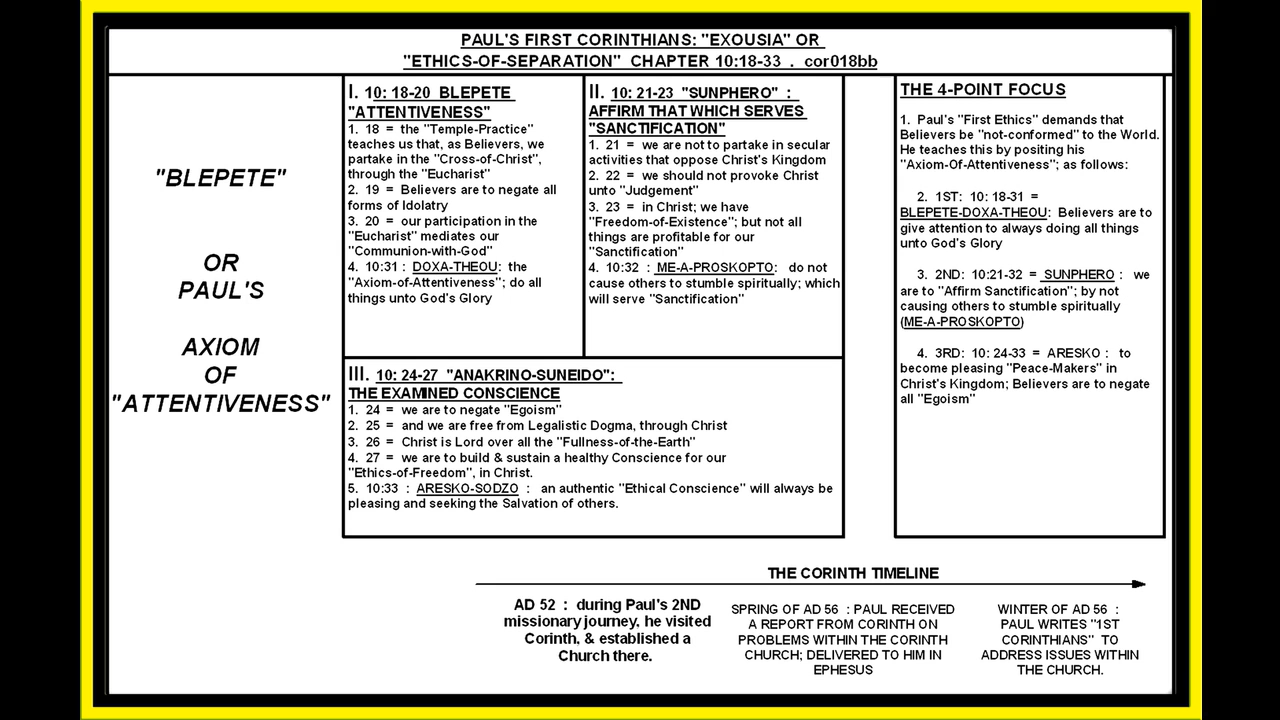 PAUL'S FIRST CORINTHIANS: "EXOUSIA" OR
"ETHICS-OF-SEPARATION" CHAPTER 10:18-33 . cor018bb
"BLEPETE"
OR
PAUL'S
AXIOM
OF
"ATTENTIVENESS"
I. 10: 18-20 BLEPETE
"ATTENTIVENESS"
1. 18 = the "Temple-Practice"
teaches us that, as Believers, we
partake in the "Cross-of-Christ",
through the "Eucharist"
2. 19 = Believers are to negate all
forms of Idolatry
3. 20 = our participation in the
"Eucharist" mediates our
"Communion-with-God"
4. 10:31 : DOXA-THEOU: the
"Axiom-of-Attentiveness"; do all
things unto God's Glory
II. 10: 21-23 "SUNPHERO" :
AFFIRM THAT WHICH SERVES
"SANCTIFICATION"
1. 21 = we are not to partake in secular
activities that oppose Christ's Kingdom
2. 22 = we should not provoke Christ
unto "Judgement"
3. 23 = in Christ; we have
"Freedom-of-Existence"; but not all
things are profitable for our
"Sanctification"
4. 10:32 : ME-A-PROSKOPTO: do not
cause others to stumble spiritually; which
will serve "Sanctification"
III. 10: 24-27 "ANAKRINO-SUNEIDO":
THE EXAMINED CONSCIENCE
1. 24 = we are to negate "Egoism"
2. 25 = and we are free from Legalistic Dogma, through Christ
3. 26 = Christ is Lord over all the "Fullness-of-the-Earth"
4. 27 = we are to build & sustain a healthy Conscience for our
"Ethics-of-Freedom", in Christ.
5. 10:33 : ARESKO-SODZO : an authentic "Ethical Conscience" will always be
pleasing and seeking the Salvation of others.
THE 4-POINT FOCUS
1. Paul's "First Ethics" demands that
Believers be "not-conformed" to the World.
He teaches this by positing his
"Axiom-Of-Attentiveness"; as follows:
2. 1ST: 10: 18-31 =
BLEPETE-DOXA-THEOU: Believers are to
give attention to always doing all things
unto God's Glory
3. 2ND: 10:21-32 = SUNPHERO : we
are to "Affirm Sanctification"; by not
causing others to stumble spiritually
(ME-A-PROSKOPTO)
4. 3RD: 10: 24-33 = ARESKO : to
become pleasing "Peace-Makers" in
Christ's Kingdom; Believers are to negate
all "Egoism"
THE CORINTH TIMELINE
AD 52 : during Paul's 2ND
missionary journey, he visited
Corinth, & established a
Church there.
SPRING OF AD 56 : PAUL RECEIVED
A REPORT FROM CORINTH ON
PROBLEMS WITHIN THE CORINTH
CHURCH; DELIVERED TO HIM IN
EPHESUS
WINTER OF AD 56 :
PAUL WRITES "1ST
CORINTHIANS" TO
ADDRESS ISSUES WITHIN
THE CHURCH.